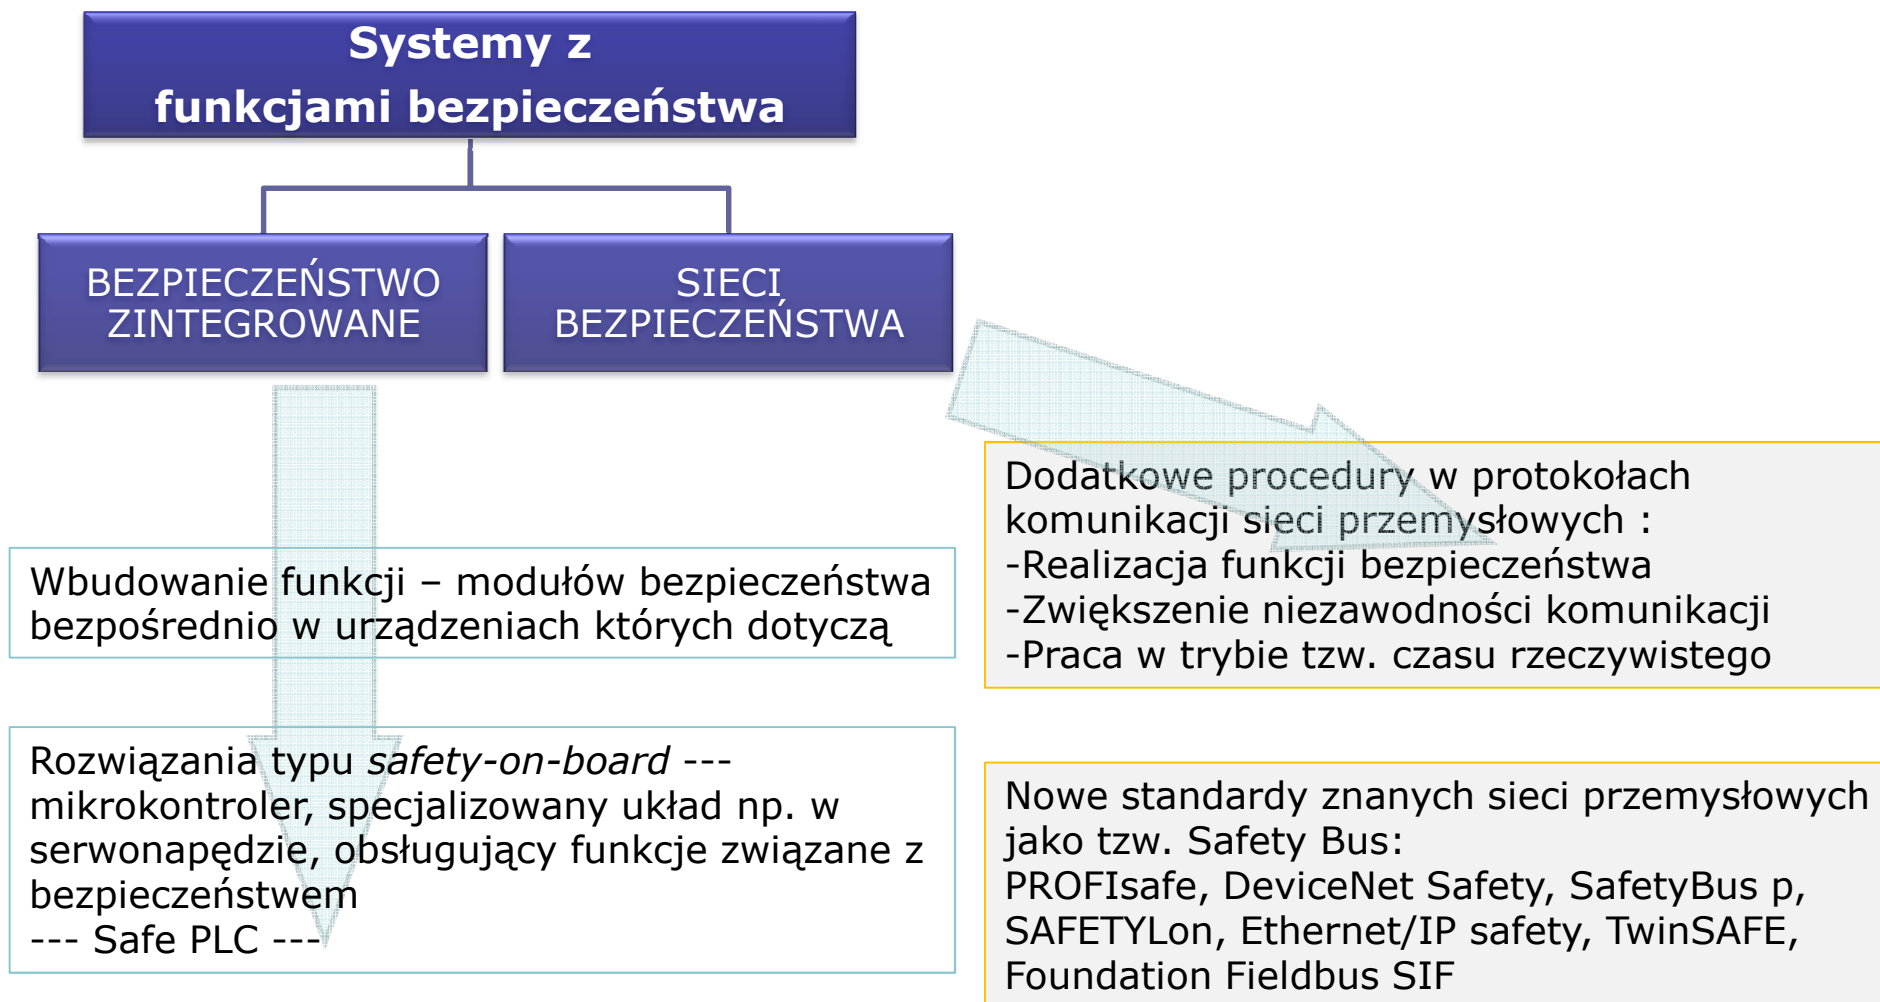 Systemy z
funkcjami bezpieczeństwa
BEZPIECZEŃSTWO
ZINTEGROWANE
SIECI
BEZPIECZEŃSTWA
Wbudowanie funkcji – modułów bezpieczeństwa
bezpośrednio w urządzeniach których dotyczą
Rozwiązania typu safety-on-board ---
mikrokontroler, specjalizowany układ np. w
serwonapędzie, obsługujący funkcje związane z
bezpieczeństwem
--- Safe PLC ---
Dodatkowe procedury w protokołach
komunikacji sieci przemysłowych :
-Realizacja funkcji bezpieczeństwa
-Zwiększenie niezawodności komunikacji
-Praca w trybie tzw. czasu rzeczywistego
Nowe standardy znanych sieci przemysłowych
jako tzw. Safety Bus:
PROFIsafe, DeviceNet Safety, SafetyBus p,
SAFETYLon, Ethernet/IP safety, TwinSAFE,
Foundation Fieldbus SIF